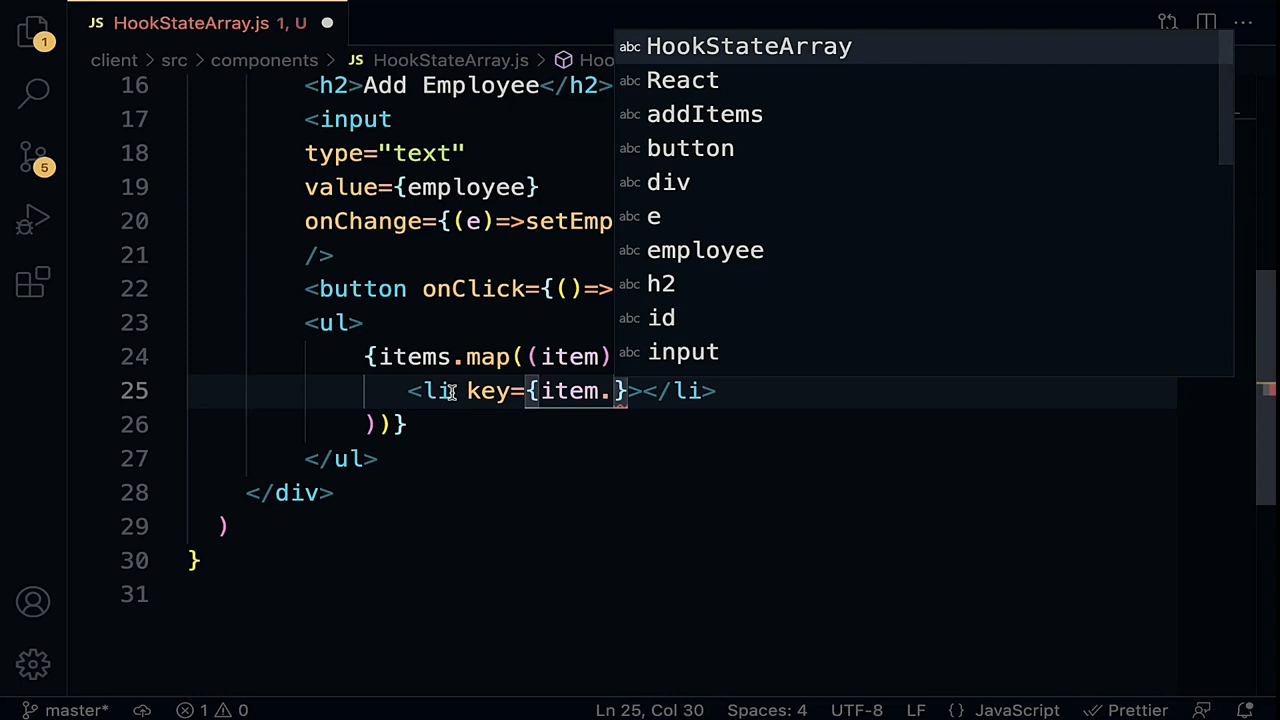 JS HookStateArray.js 1, U
client > src > components > JS HookStateArray.js > Hoo
1
5
16 <h2>Add Employee</h2>
17 <input
18 type="text"
19 value={employee}
20 onChange={(e)=>setEmp
21 />
22 <button onClick={()=>
23 <ul>
24 {items.map((item)
25 <li key={item.}></li>
26 ))}
27 </ul>
28 </div>
29 )
30 }
31
abc HookStateArray
abc React
abc addItems
abc button
abc div
abc e
abc employee
abc h2
abc id
abc input
master* 1 0 Ln 25, Col 30 Spaces: 4 UTF-8 LF {} JavaScript Prettier